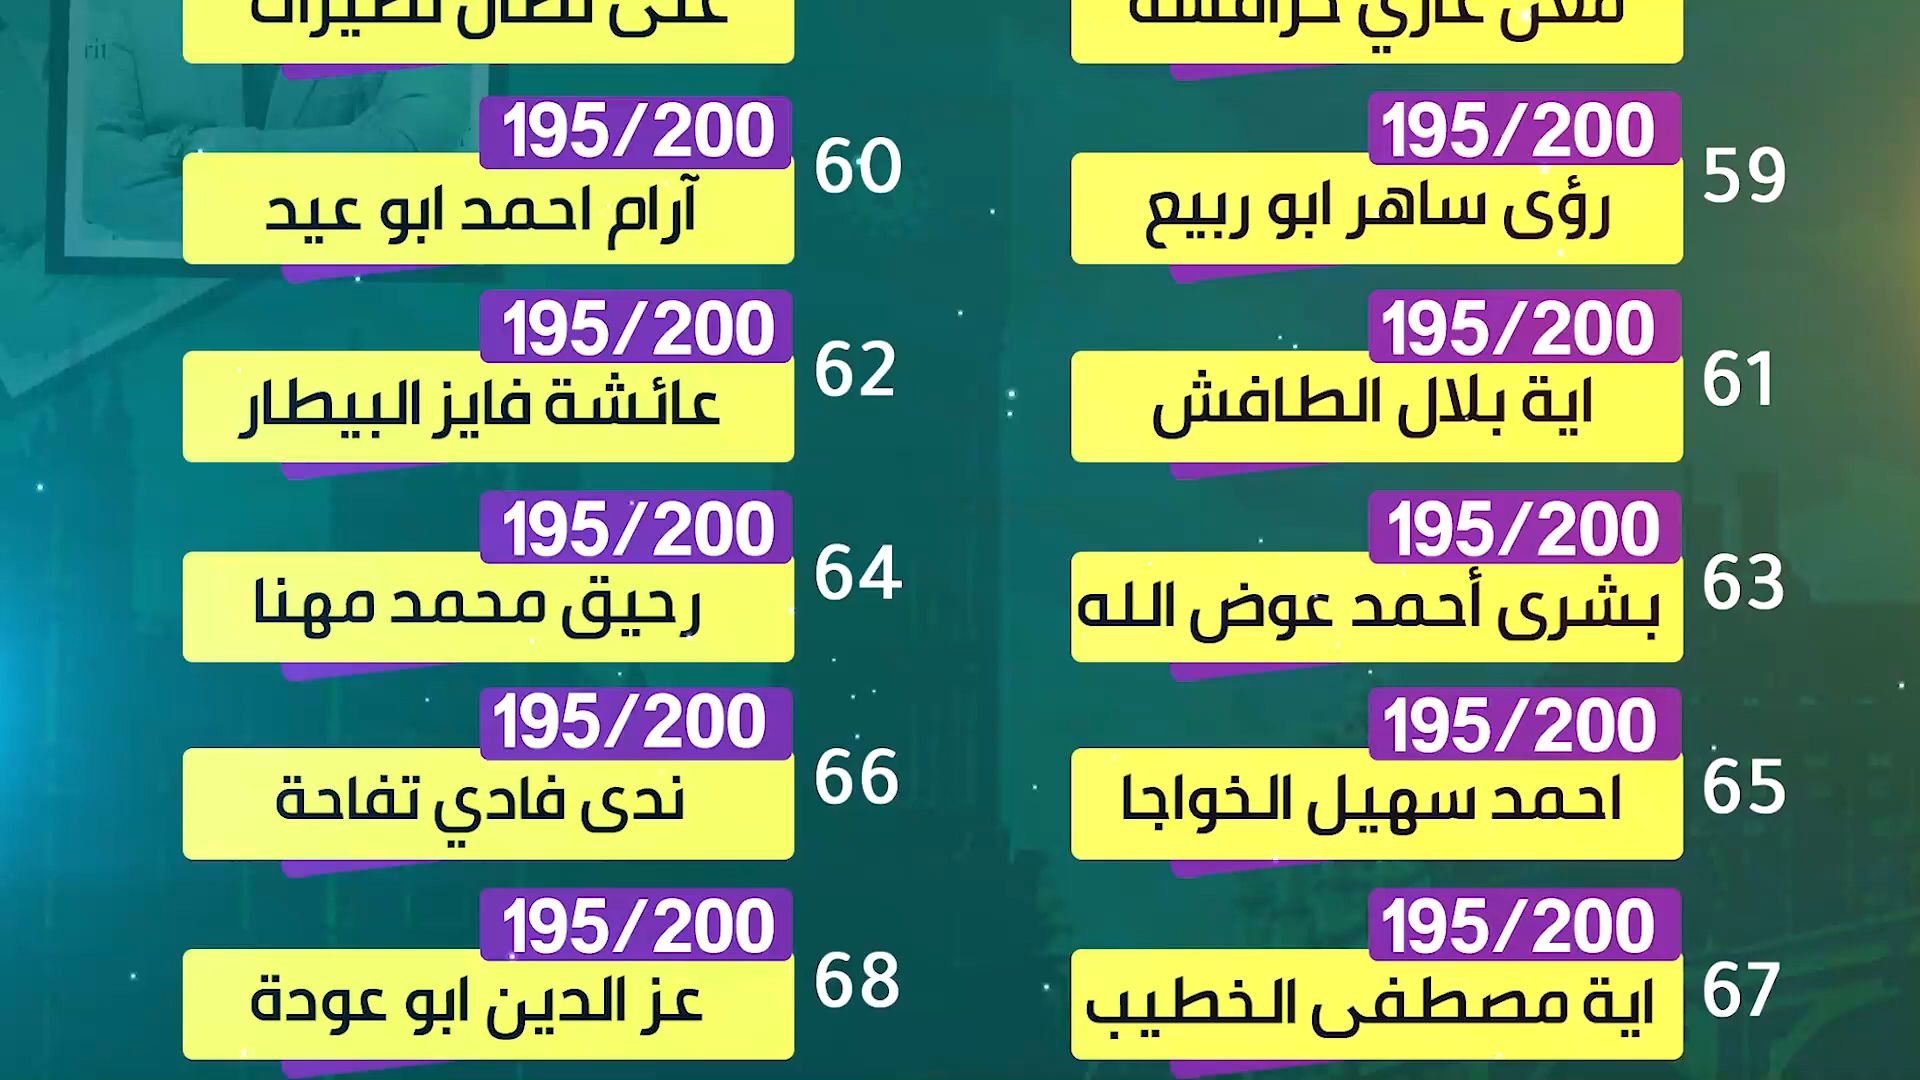 معن غازي خرافشة
195/200
59
رؤى ساهر ابو ربيع
195/200
60
آرام احمد ابو عيد
195/200
61
اية بلال الطافش
195/200
62
عائشة فايز البيطار
195/200
63
بشرى أحمد عوض الله
195/200
64
رحيق محمد مهنا
195/200
65
احمد سهيل الخواجا
195/200
66
ندى فادي تفاحة
195/200
67
اية مصطفى الخطيب
195/200
68
عز الدين ابو عودة